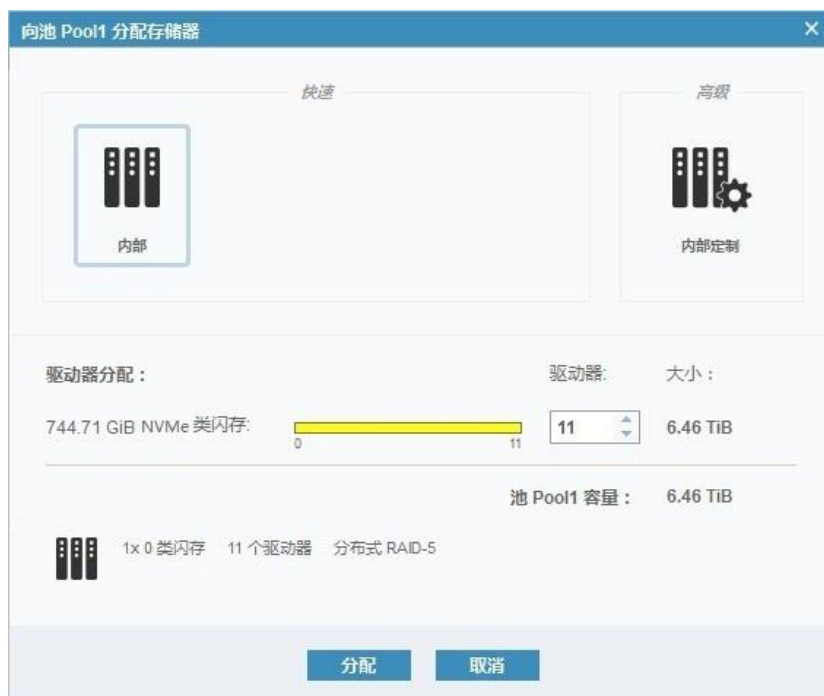 向池 Pool1 分配存储器
快速
高级
内部
内部定制
驱动器分配：
驱动器:
大小：
744.71 GiB NVMe 类闪存:
0
11
11
6.46 TiB
池 Pool1 容量：
6.46 TiB
1x 0 类闪存 11 个驱动器 分布式 RAID-5
分配
取消